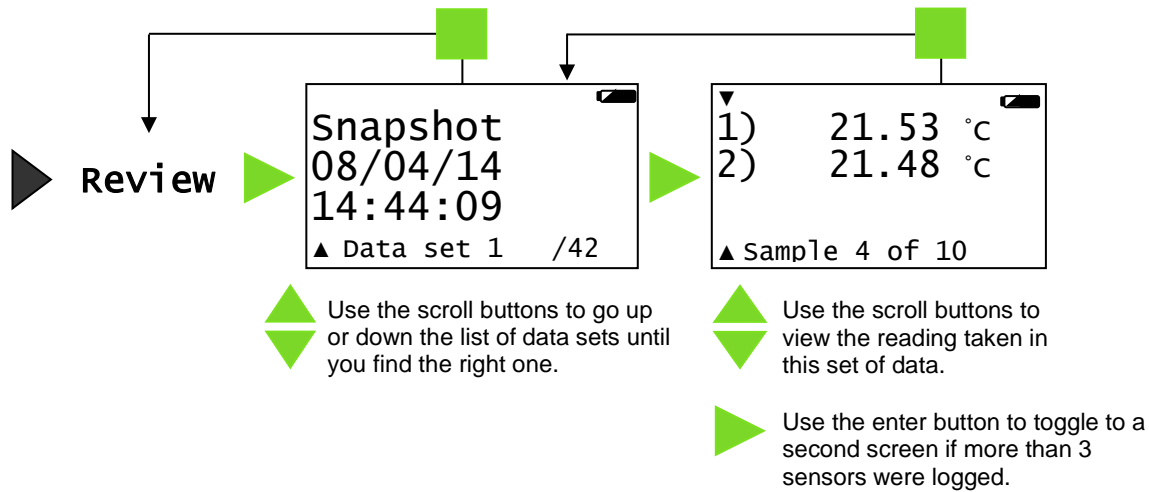 Review
Snapshot
08/04/14
14:44:09
▲ Data set 1 /42
Use the scroll buttons to go up
or down the list of data sets until
you find the right one.
▼
1) 21.53 °C
2) 21.48 °C
▲ Sample 4 of 10
Use the scroll buttons to
view the reading taken in
this set of data.
Use the enter button to toggle to a
second screen if more than 3
sensors were logged.